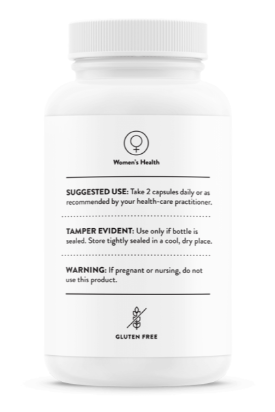 Women's Health
SUGGESTED USE: Take 2 capsules daily or as
recommended by your health-care practitioner.
TAMPER EVIDENT: Use only if bottle is
sealed. Store tightly sealed in a cool, dry place.
WARNING: If pregnant or nursing, do not
use this product.
GLUTEN FREE